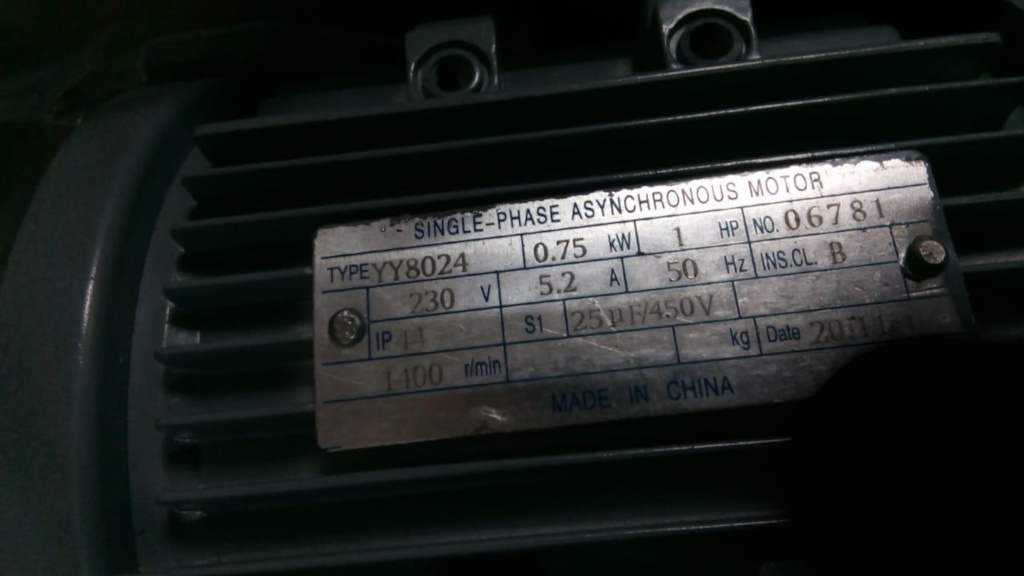 SINGLE-PHASE ASYNCHRONOUS MOTOR
TYPE YY8024 0.75 kW 1 HP NO. 06781
230 V 5.2 A 50 Hz INS.CL. B
IP S1 25µF/450V
1400 r/min kg Date
MADE IN CHINA